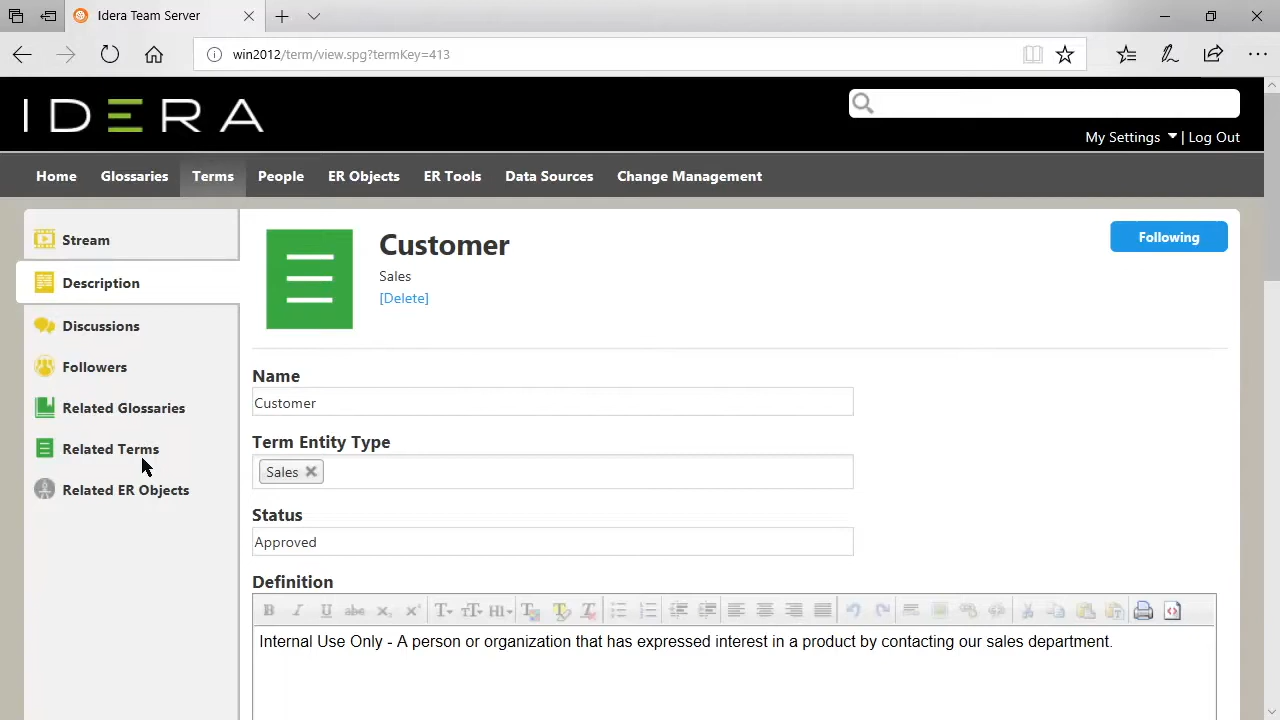 Idera Team Server
win2012/term/view.spg?termKey=413
IDERA
My Settings | Log Out
Home Glossaries Terms People ER Objects ER Tools Data Sources Change Management
Stream
Description
Discussions
Followers
Related Glossaries
Related Terms
Related ER Objects
Customer
Sales
[Delete]
Following
Name
Customer
Term Entity Type
Sales
Status
Approved
Definition
Internal Use Only - A person or organization that has expressed interest in a product by contacting our sales department.